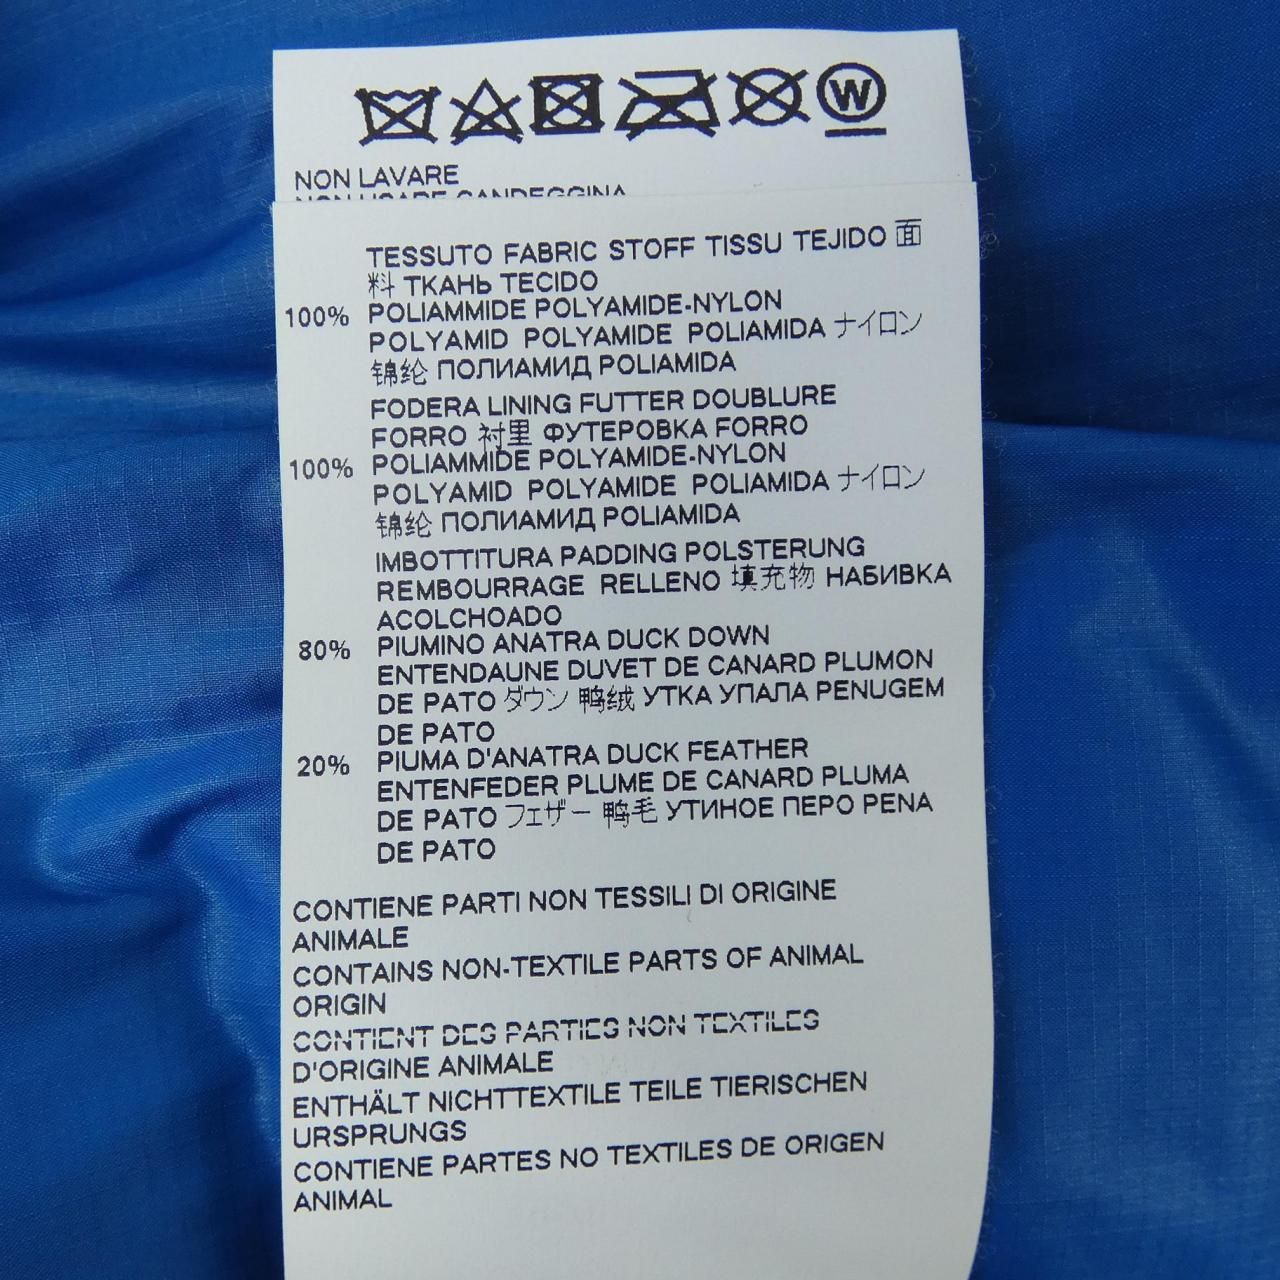 W
NON LAVARE
NON USARE CANDEGGINA
TESSUTO FABRIC STOFF TISSU TEJIDO 面
料 ТКАНЬ TECIDO
100% POLIAMMIDE POLYAMIDE-NYLON
POLYAMID POLYAMIDE POLIAMIDA ナイロン
锦纶 ПОЛИАМИД POLIAMIDA
FODERA LINING FUTTER DOUBLURE
FORRO 衬里 ФУТЕРОВКА FORRO
100% POLIAMMIDE POLYAMIDE-NYLON
POLYAMID POLYAMIDE POLIAMIDA ナイロン
锦纶 ПОЛИАМИД POLIAMIDA
IMBOTTITURA PADDING POLSTERUNG
REMBOURRAGE RELLENO 填充物 НАБИВКА
ACOLCHOADO
80% PIUMINO ANATRA DUCK DOWN
ENTENDAUNE DUVET DE CANARD PLUMON
DE PATO ダウン 鸭绒 УТКА УПАЛА PENUGEM
DE PATO
20% PIUMA D'ANATRA DUCK FEATHER
ENTENFEDER PLUME DE CANARD PLUMA
DE PATO フェザー 鸭毛 УТИНОЕ ПЕРО PENA
DE PATO
CONTIENE PARTI NON TESSILI DI ORIGINE
ANIMALE
CONTAINS NON-TEXTILE PARTS OF ANIMAL
ORIGIN
CONTIENT DES PARTIES NON TEXTILES
D'ORIGINE ANIMALE
ENTHÄLT NICHTTEXTILE TEILE TIERISCHEN
URSPRUNGS
CONTIENE PARTES NO TEXTILES DE ORIGEN
ANIMAL